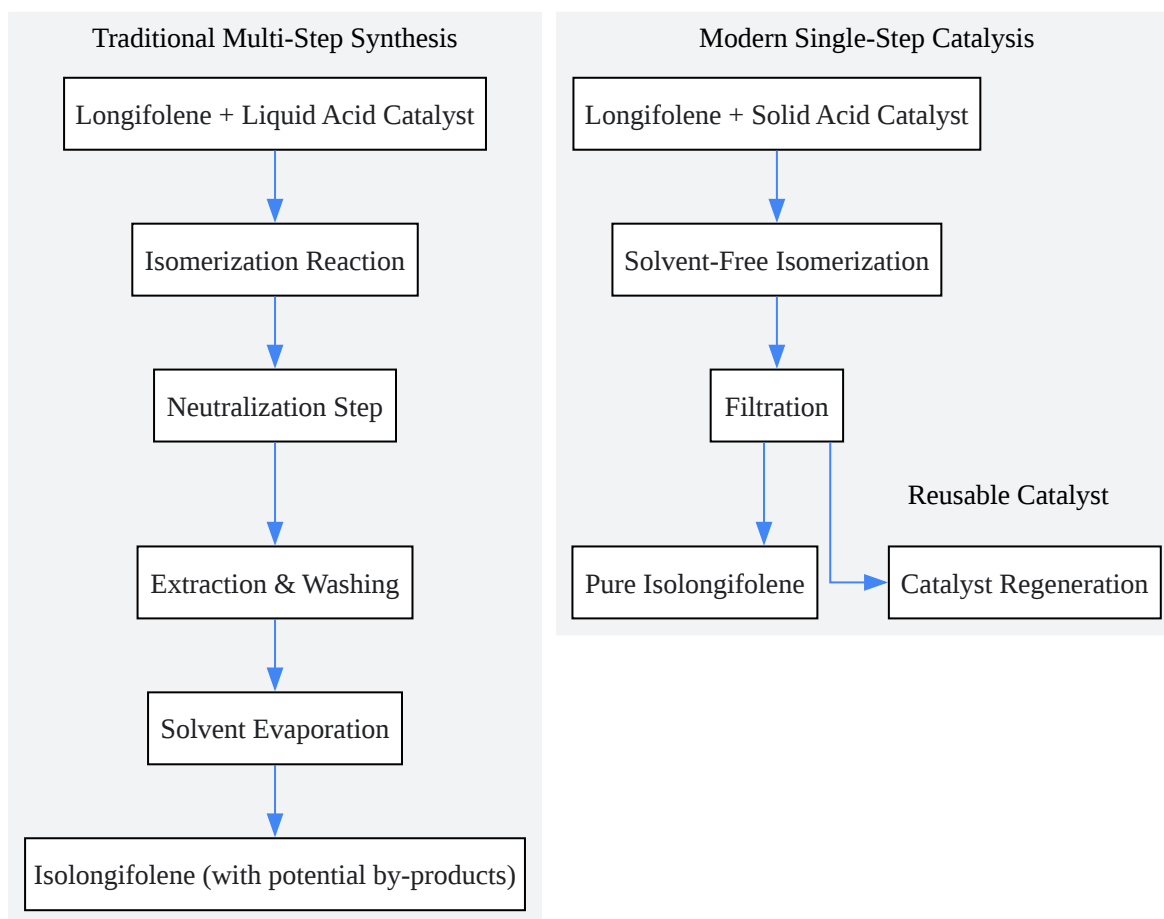 Traditional Multi-Step Synthesis
Longifolene + Liquid Acid Catalyst
Isomerization Reaction
Neutralization Step
Extraction & Washing
Solvent Evaporation
Isolongifolene (with potential by-products)
Modern Single-Step Catalysis
Longifolene + Solid Acid Catalyst
Solvent-Free Isomerization
Filtration
Reusable Catalyst
Pure Isolongifolene
Catalyst Regeneration